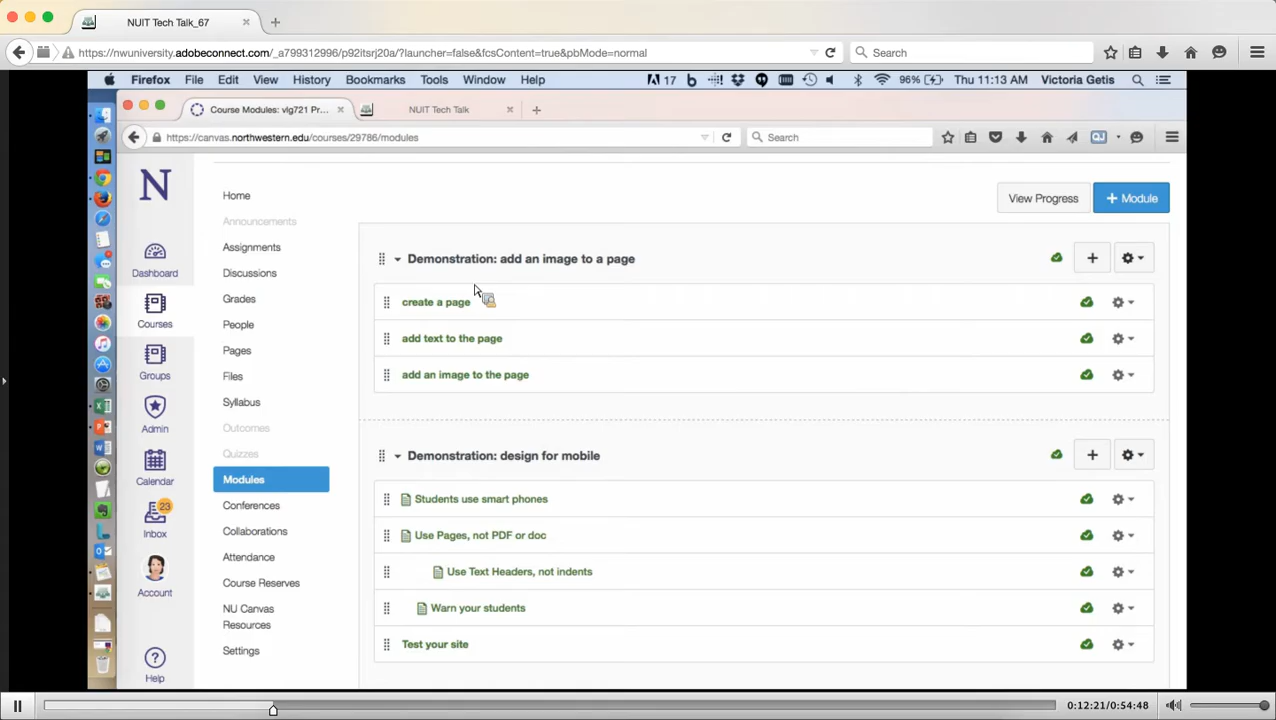 NUIT Tech Talk_67
https://nwuniversity.adobeconnect.com/_a799312996/p92itsrj20a/?launcher=false&fcsContent=true&pbMode=normal
Search
Firefox File Edit View History Bookmarks Tools Window Help
17 96% Thu 11:13 AM Victoria Getis
Course Modules: vlg721 Pr...
NUIT Tech Talk
https://canvas.northwestern.edu/courses/29786/modules
Search
N
Dashboard
Courses
Groups
Admin
Calendar
23
Inbox
Account
Help
Home
Announcements
Assignments
Discussions
Grades
People
Pages
Files
Syllabus
Outcomes
Quizzes
Modules
Conferences
Collaborations
Attendance
Course Reserves
NU Canvas
Resources
Settings
View Progress
+ Module
Demonstration: add an image to a page
create a page
add text to the page
add an image to the page
Demonstration: design for mobile
Students use smart phones
Use Pages, not PDF or doc
Use Text Headers, not indents
Warn your students
Test your site
0:12:21/0:54:48